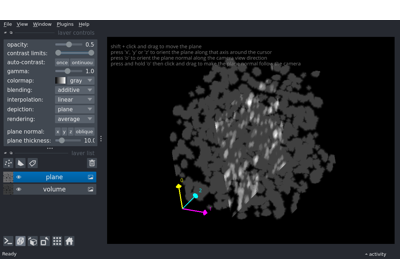 File View Plugins Window Help
layer controls
opacity: 0.5
contrast limits:
auto-contrast: once
gamma: 1.0
colormap: gray
blending: additive
interpolation: linear
depiction: plane
rendering: average
plane normal: x y z oblique
plane thickness: 10.0
layer list
plane
volume
shift + click and drag to move the plane
press 'x', 'y' or 'z' to orient the plane along that axis around the cursor
press 'o' to orient the plane normal along the camera view direction
press and hold 'o' then click and drag to make the plane normal follow the camera
Ready
activity